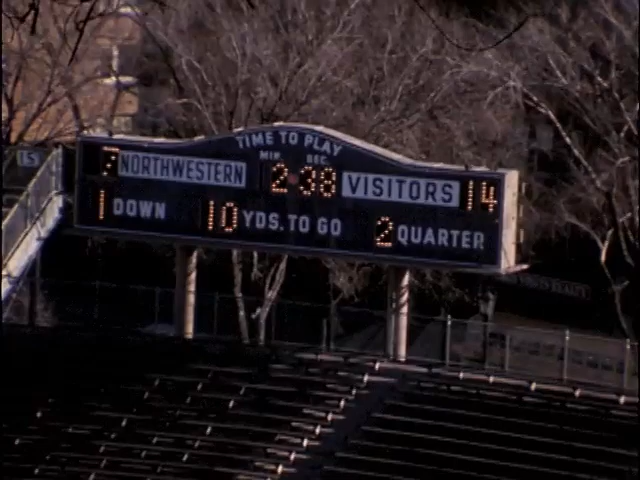 15
TIME TO PLAY
MIN. SEC.
7 NORTHWESTERN 2:38 VISITORS 14
1 DOWN 10 YDS. TO GO 2 QUARTER